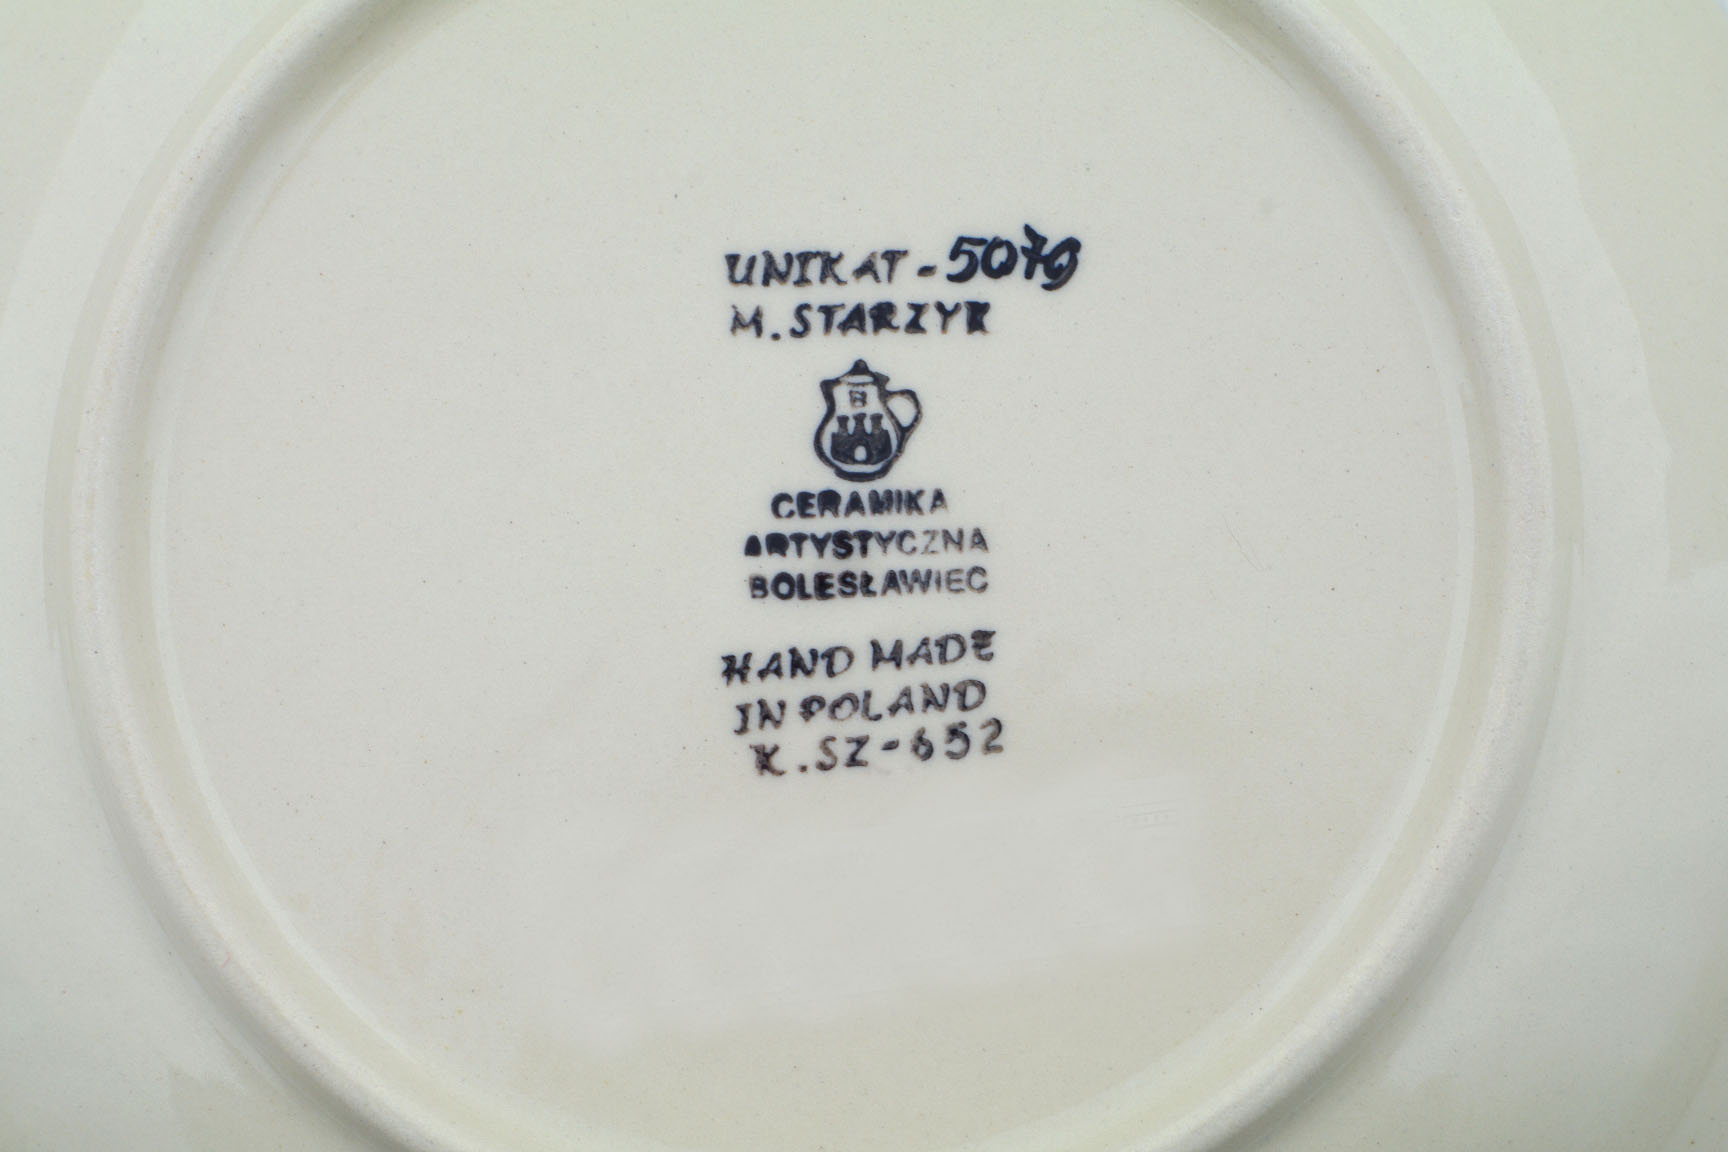 UNIKAT - 5079
M. STARZYK
B
CERAMIKA
ARTYSTYCZNA
BOLESŁAWIEC
HAND MADE
IN POLAND
K. SZ - 652